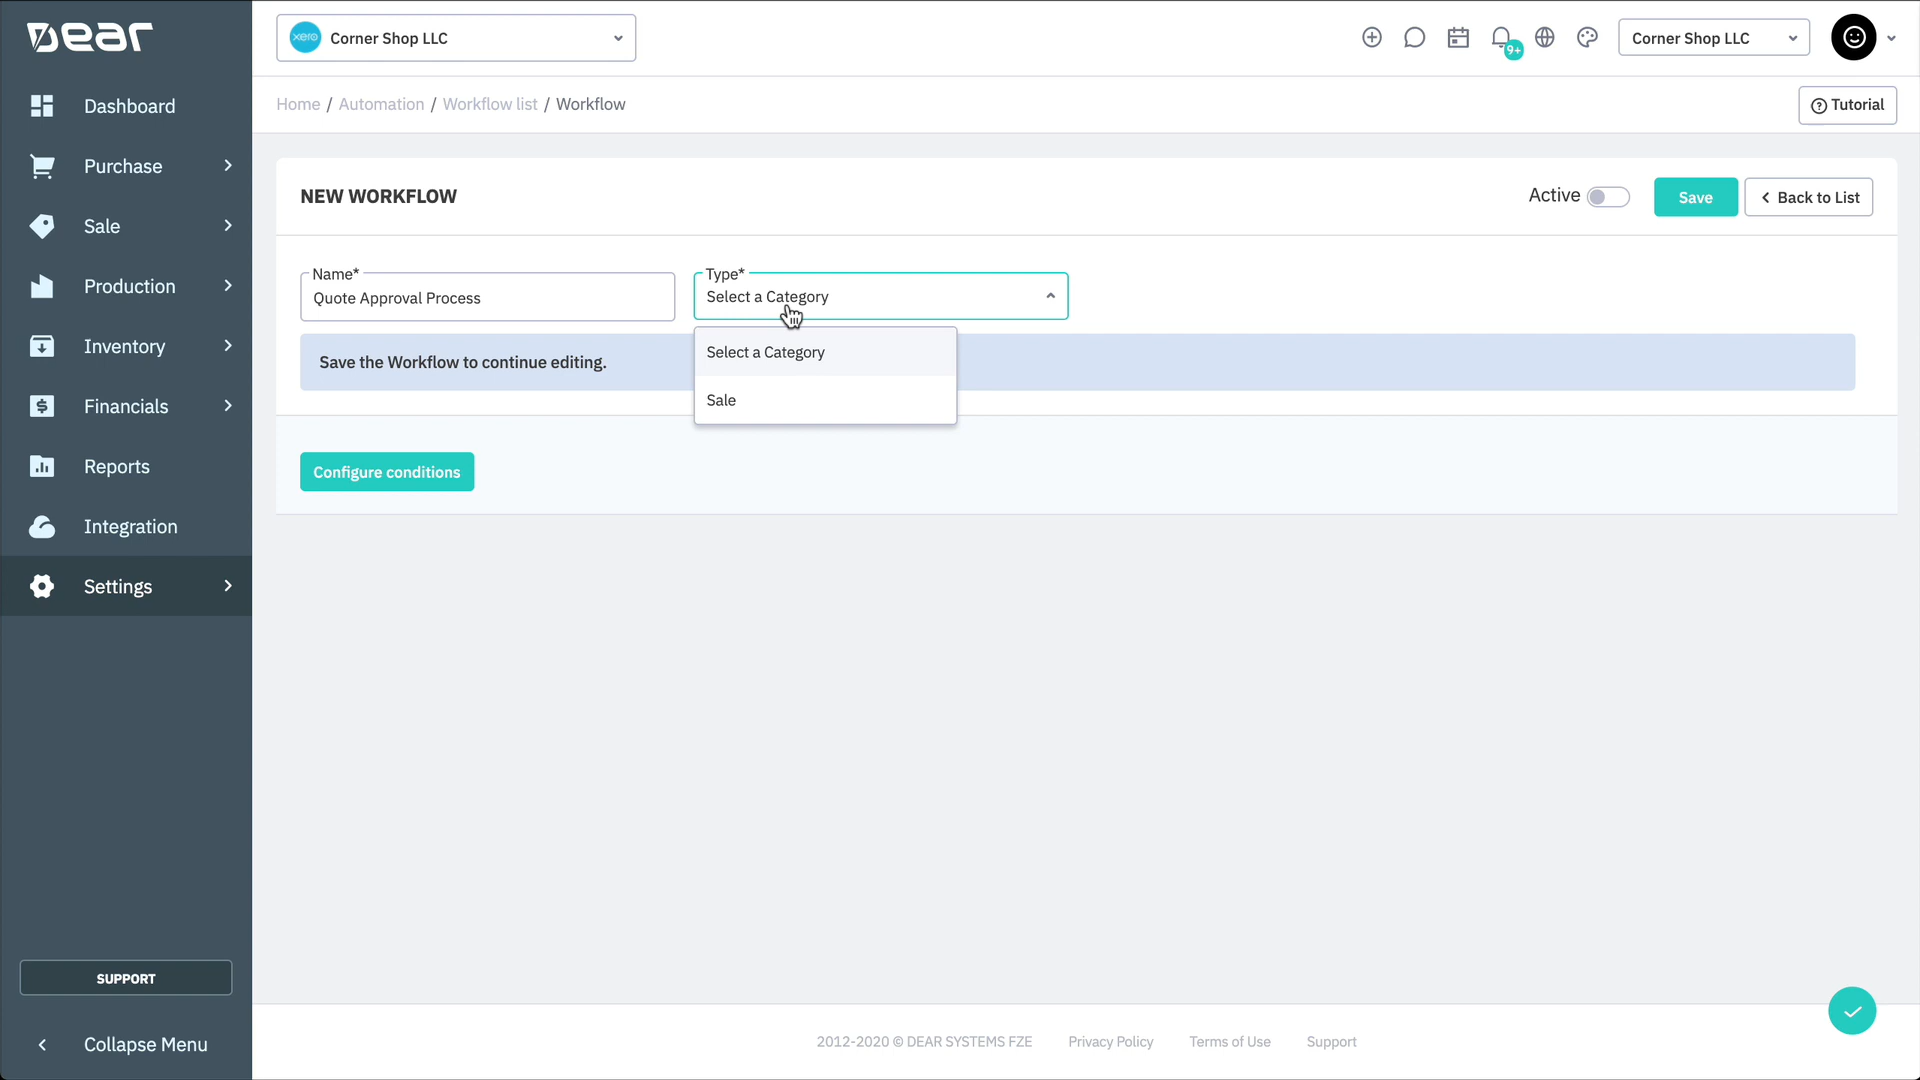 Dear
xero Corner Shop LLC
9+
Corner Shop LLC
Home / Automation / Workflow list / Workflow
Tutorial
Dashboard
Purchase
Sale
Production
Inventory
Financials
Reports
Integration
Settings
SUPPORT
Collapse Menu
NEW WORKFLOW
Active
Save
Back to List
Name*
Quote Approval Process
Type*
Select a Category
Select a Category
Sale
Save the Workflow to continue editing.
Configure conditions
2012-2020 © DEAR SYSTEMS FZE
Privacy Policy
Terms of Use
Support